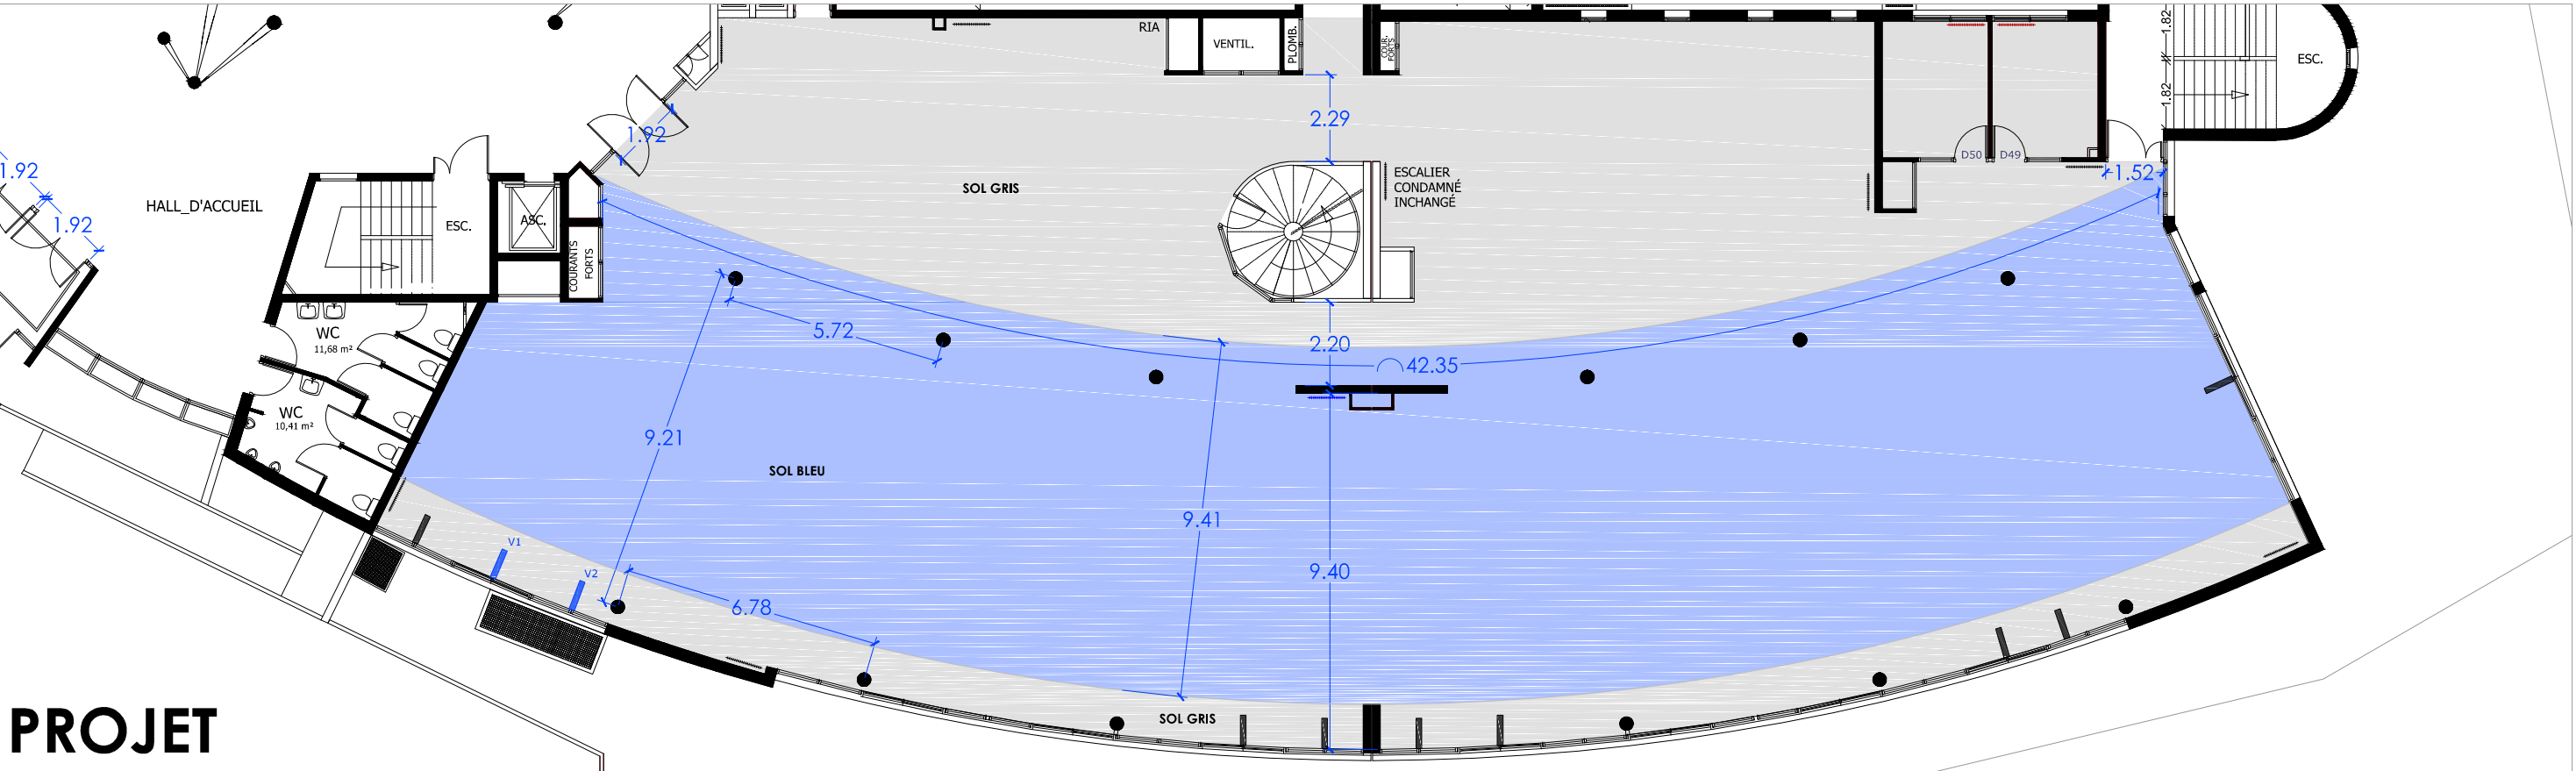 RIA
VENTIL.
PLOMB.
COUR.
FORTS
1.82
1.82
ESC.
1.92
2.29
D50
D49
1.92
1.92
HALL_D'ACCUEIL
ESC.
ASC.
COURANTS
FORTS
SOL GRIS
ESCALIER
CONDAMNÉ
INCHANGÉ
1.52
WC
11,68 m²
5.72
2.20
42.35
WC
10,41 m²
9.21
SOL BLEU
9.41
9.40
V1
V2
6.78
SOL GRIS
PROJET